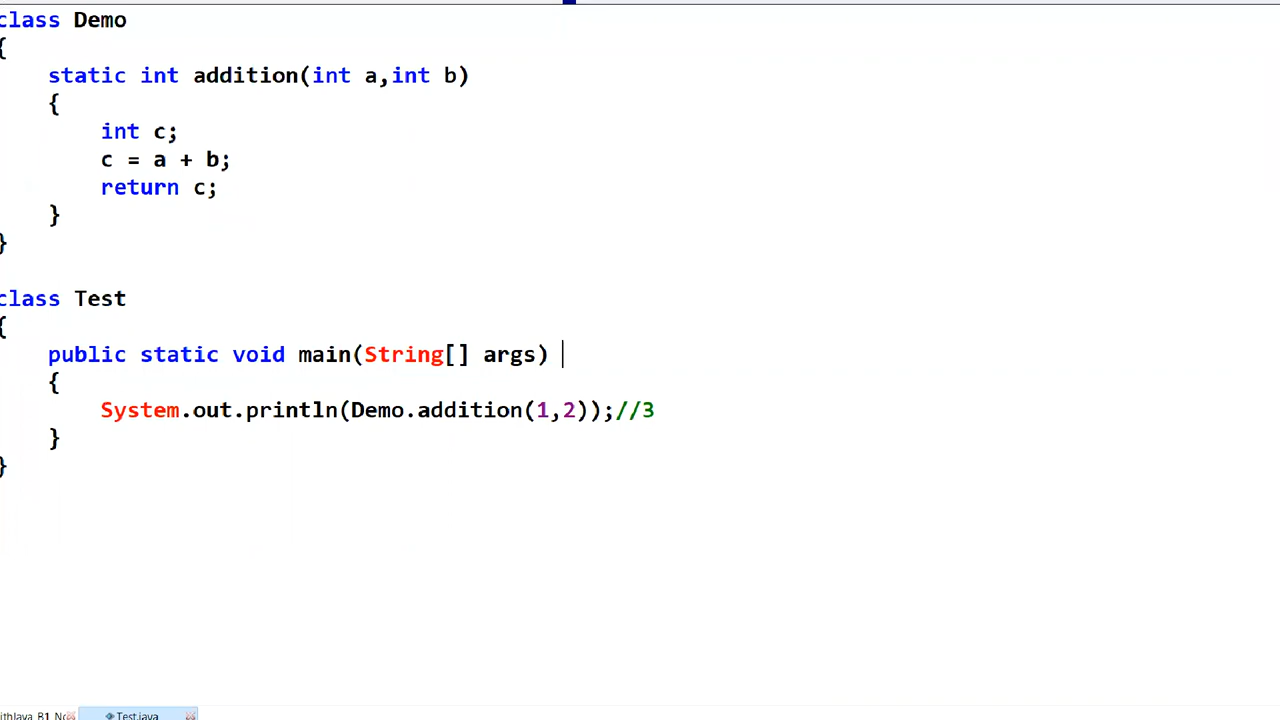 class Demo
{
static int addition(int a,int b)
{
int c;
c = a + b;
return c;
}
}
class Test
{
public static void main(String[] args)
{
System.out.println(Demo.addition(1,2));//3
}
}
Test.java